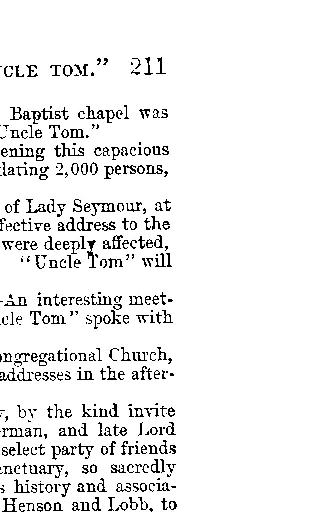 CLE TOM." 211
Baptist chapel was
Uncle Tom."
ening this capacious
dating 2,000 persons,
of Lady Seymour, at
fective address to the
were deeply affected,
"Uncle Tom" will
-An interesting meet-
cle Tom" spoke with
ongregational Church,
addresses in the after-
by the kind invite
rman, and late Lord
select party of friends
anctuary, so sacredly
s history and associa-
Henson and Lobb, to